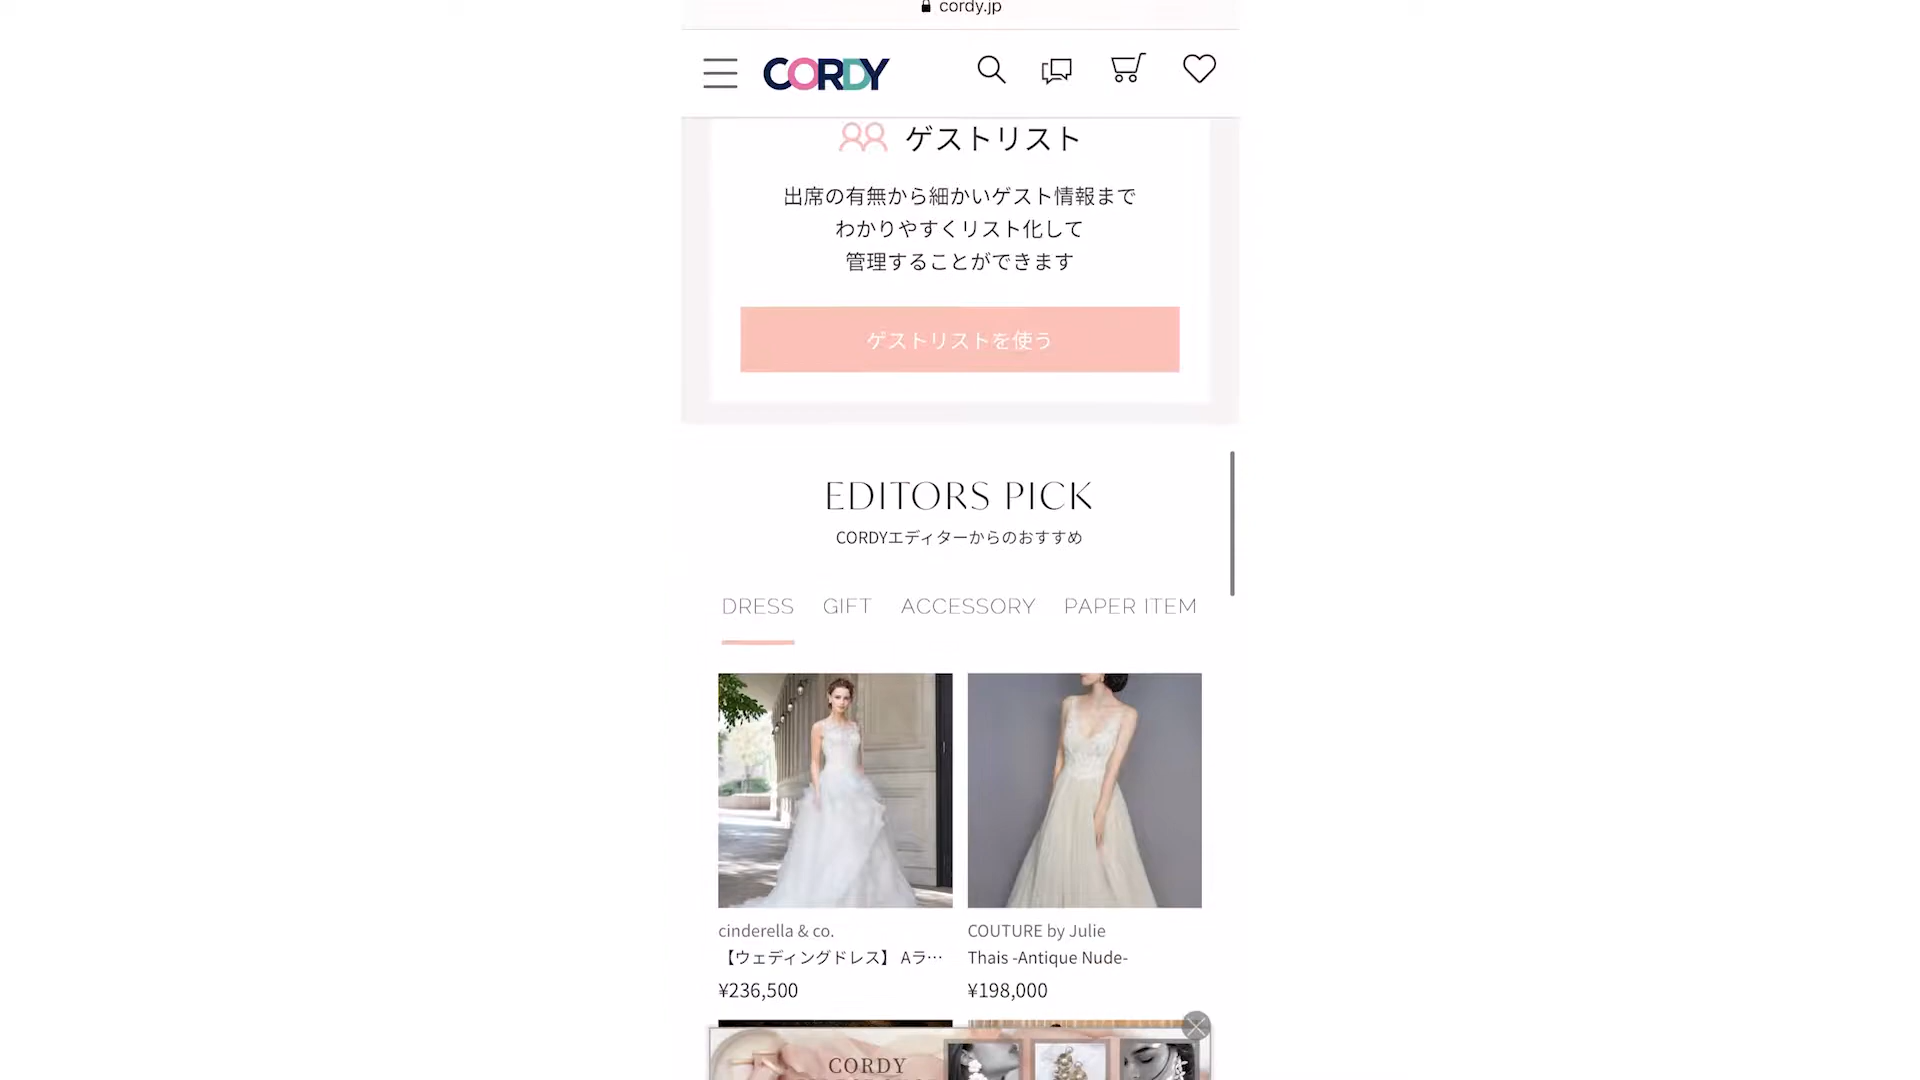 cordy.jp
CORDY
ゲストリスト
出席の有無から細かいゲスト情報まで
わかりやすくリスト化して
管理することができます
ゲストリストを使う
EDITORS PICK
CORDYエディターからのおすすめ
DRESS GIFT ACCESSORY PAPER ITEM
cinderella & co.
【ウェディングドレス】 Aラ…
¥236,500
COUTURE by Julie
Thais -Antique Nude-
¥198,000
CORDY